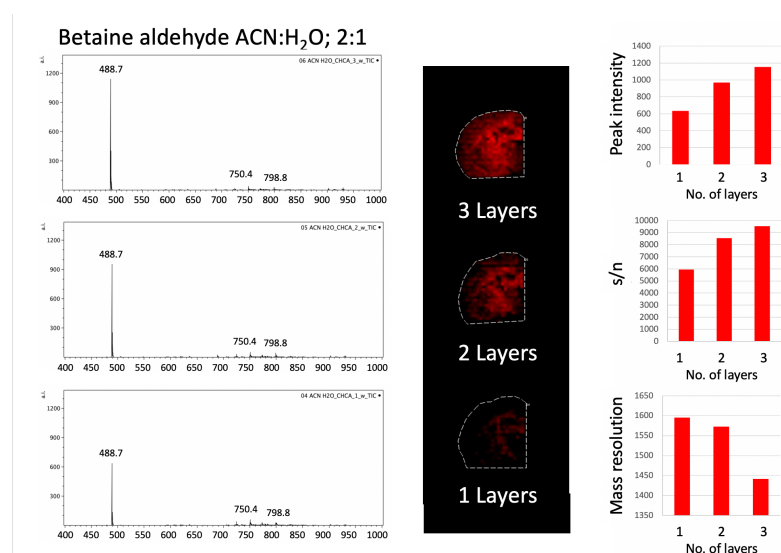 Betaine aldehyde ACN:H₂O; 2:1
a.i.
06 ACN H2O_CHCA_3_w_TIC
488.7
1200
900
600
300
750.4 798.8
400 450 500 550 600 650 700 750 800 850 900 950 1000
a.i.
05 ACN H2O_CHCA_2_w_TIC
488.7
1200
900
600
300
750.4 798.8
400 450 500 550 600 650 700 750 800 850 900 950 1000
a.i.
04 ACN H2O_CHCA_1_w_TIC
1200
900
600
300
488.7
750.4 798.8
400 450 500 550 600 650 700 750 800 850 900 950 1000
3 Layers
2 Layers
1 Layers
Peak intensity
1400
1200
1000
800
600
400
200
0
1 2 3
No. of layers
s/n
10000
9000
8000
7000
6000
5000
4000
3000
2000
1000
0
1 2 3
No. of layers
Mass resolution
1650
1600
1550
1500
1450
1400
1350
1 2 3
No. of layers